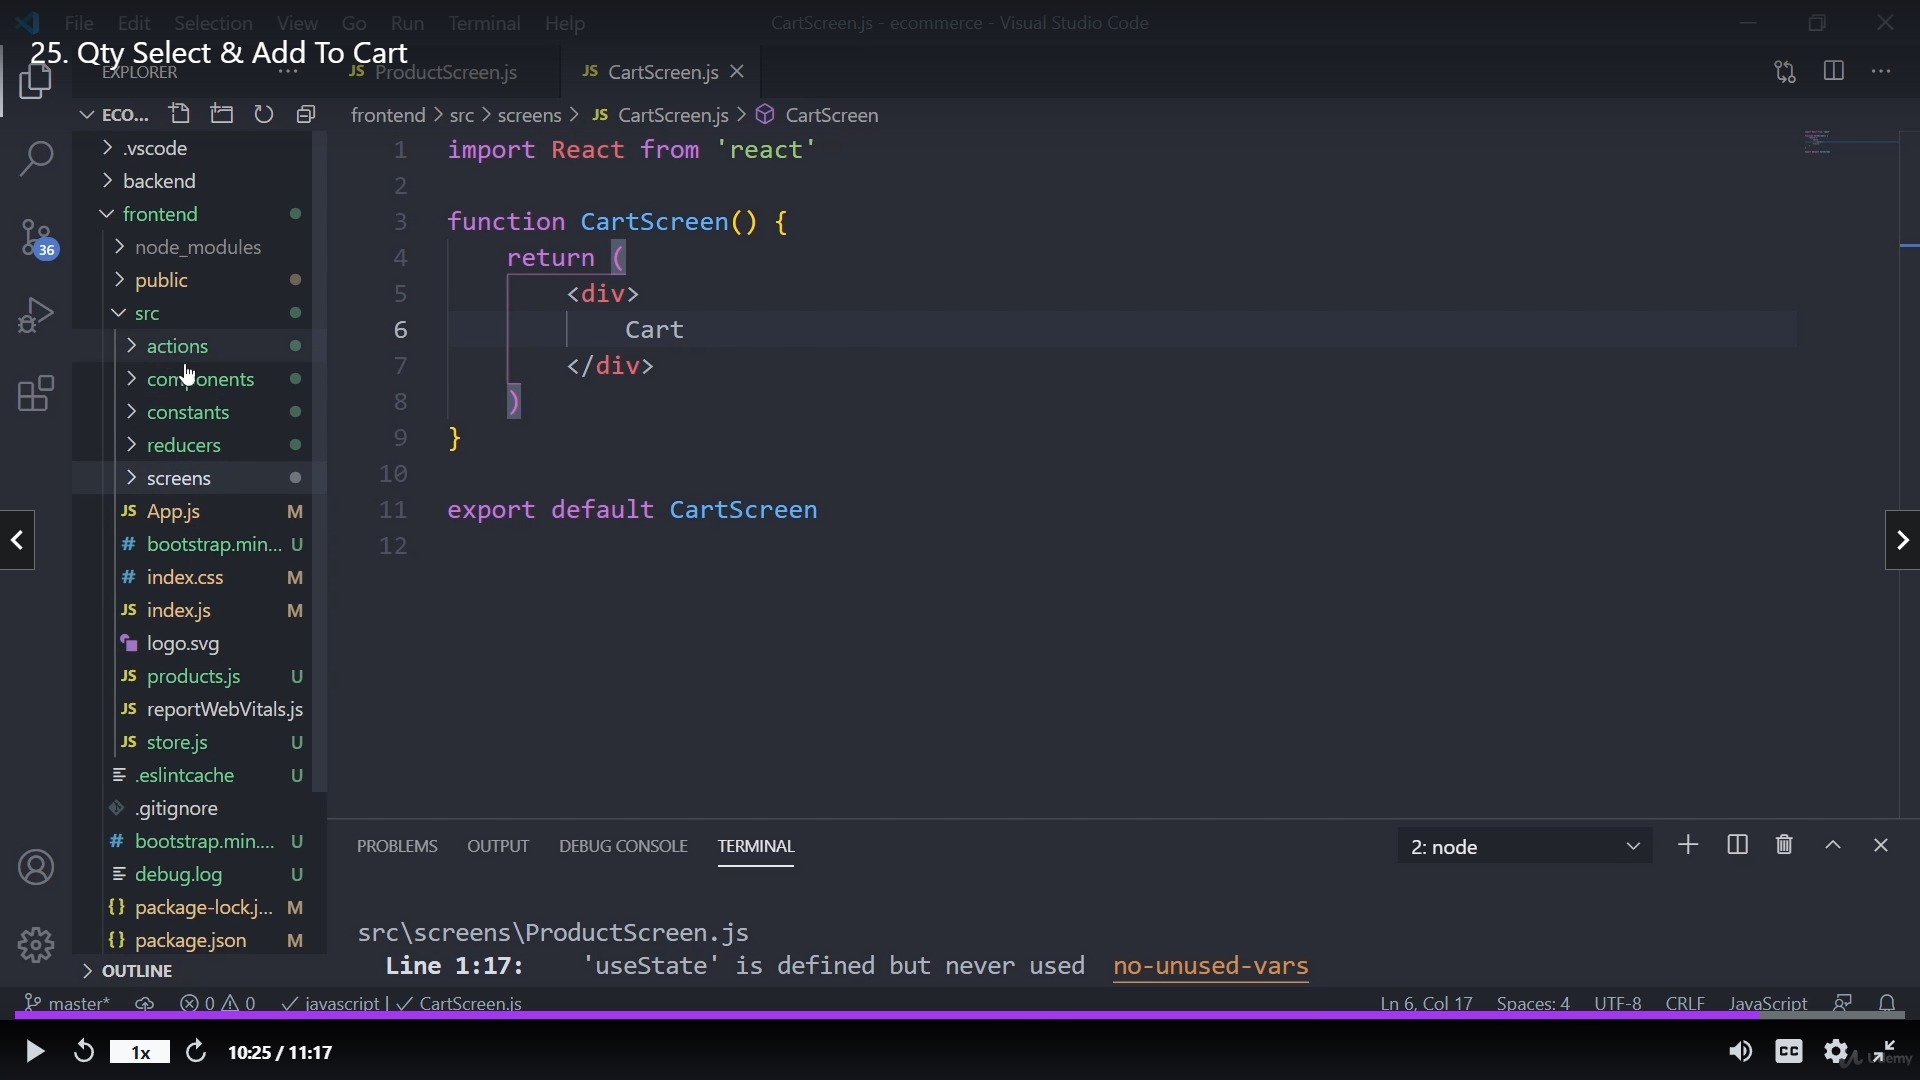 File Edit Selection View Go Run Terminal Help CartScreen.js - ecommerce - Visual Studio Code
25. Qty Select & Add To Cart
EXPLORER ··· JS ProductScreen.js JS CartScreen.js
ECO... frontend > src > screens > JS CartScreen.js > CartScreen
.vscode
backend
frontend
node_modules
public
src
actions
components
constants
reducers
screens
JS App.js M
# bootstrap.min... U
# index.css M
JS index.js M
logo.svg
JS products.js U
reportWebVitals.js
JS store.js U
.eslintcache U
.gitignore
# bootstrap.min.... U
debug.log U
{} package-lock.j... M
{} package.json M
OUTLINE
36
1 import React from 'react'
2
3 function CartScreen() {
4 return (
5 <div>
6 Cart
7 </div>
8 )
9 }
10
11 export default CartScreen
12
PROBLEMS OUTPUT DEBUG CONSOLE TERMINAL 2: node
src\screens\ProductScreen.js
Line 1:17: 'useState' is defined but never used no-unused-vars
master* 0 0 javascript | CartScreen.js Ln 6, Col 17 Spaces: 4 UTF-8 CRLF JavaScript
1x 10:25 / 11:17 CC Udemy